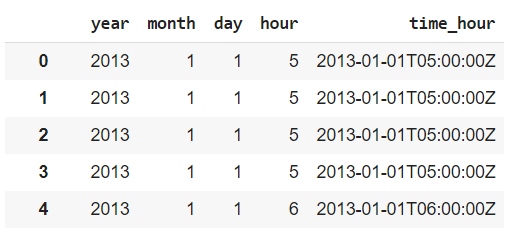 year month day hour time_hour
0 2013 1 1 5 2013-01-01T05:00:00Z
1 2013 1 1 5 2013-01-01T05:00:00Z
2 2013 1 1 5 2013-01-01T05:00:00Z
3 2013 1 1 5 2013-01-01T05:00:00Z
4 2013 1 1 6 2013-01-01T06:00:00Z